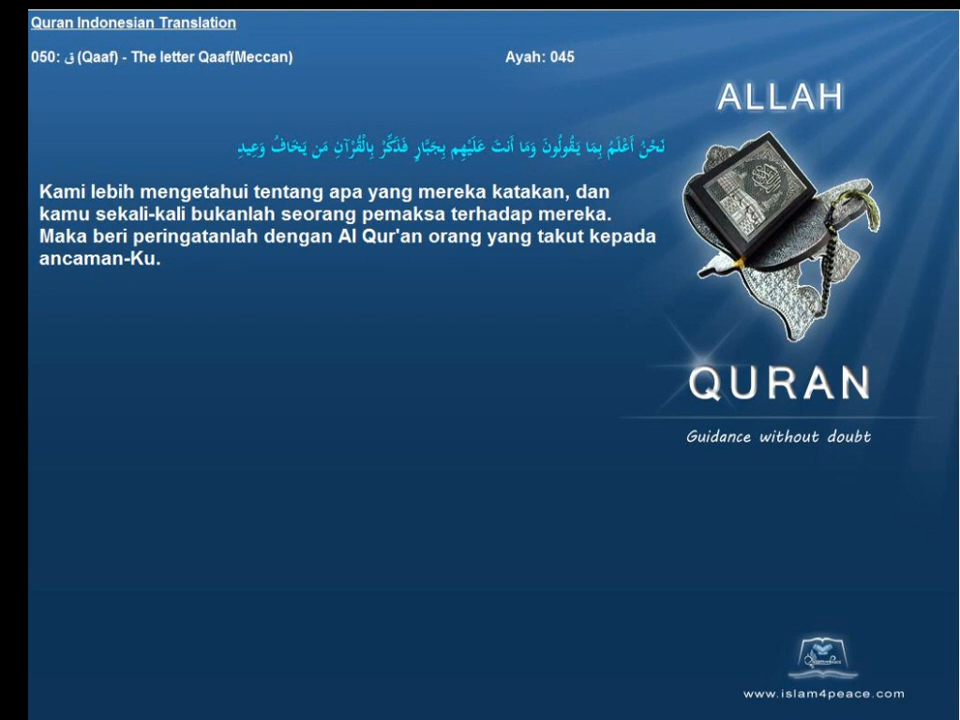 Quran Indonesian Translation
050: ق (Qaaf) - The letter Qaaf(Meccan)
Ayah: 045
ALLAH
نَحْنُ أَعْلَمُ بِمَا يَقُولُونَ وَمَا أَنتَ عَلَيْهِم بِجَبَّارٍ فَذَكِّرْ بِالْقُرْآنِ مَن يَخَافُ وَعِيدِ
Kami lebih mengetahui tentang apa yang mereka katakan, dan
kamu sekali-kali bukanlah seorang pemaksa terhadap mereka.
Maka beri peringatanlah dengan Al Qur'an orang yang takut kepada
ancaman-Ku.
QURAN
Guidance without doubt
www.islam4peace.com